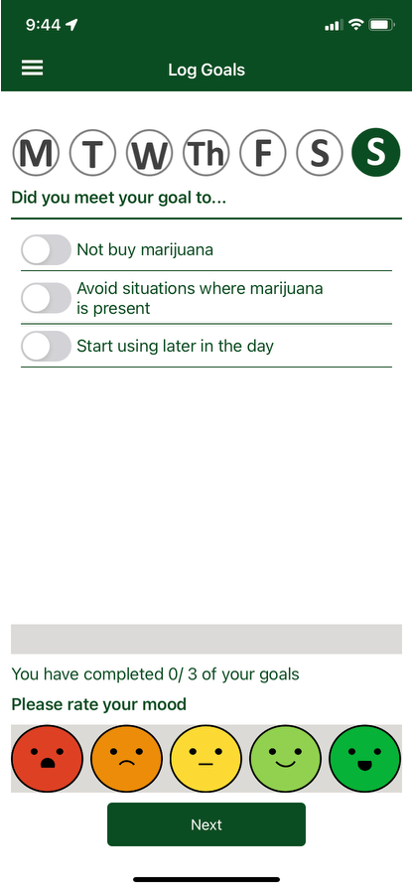 9:44
Log Goals
M T W Th F S S
Did you meet your goal to...
Not buy marijuana
Avoid situations where marijuana
is present
Start using later in the day
You have completed 0/ 3 of your goals
Please rate your mood
Next